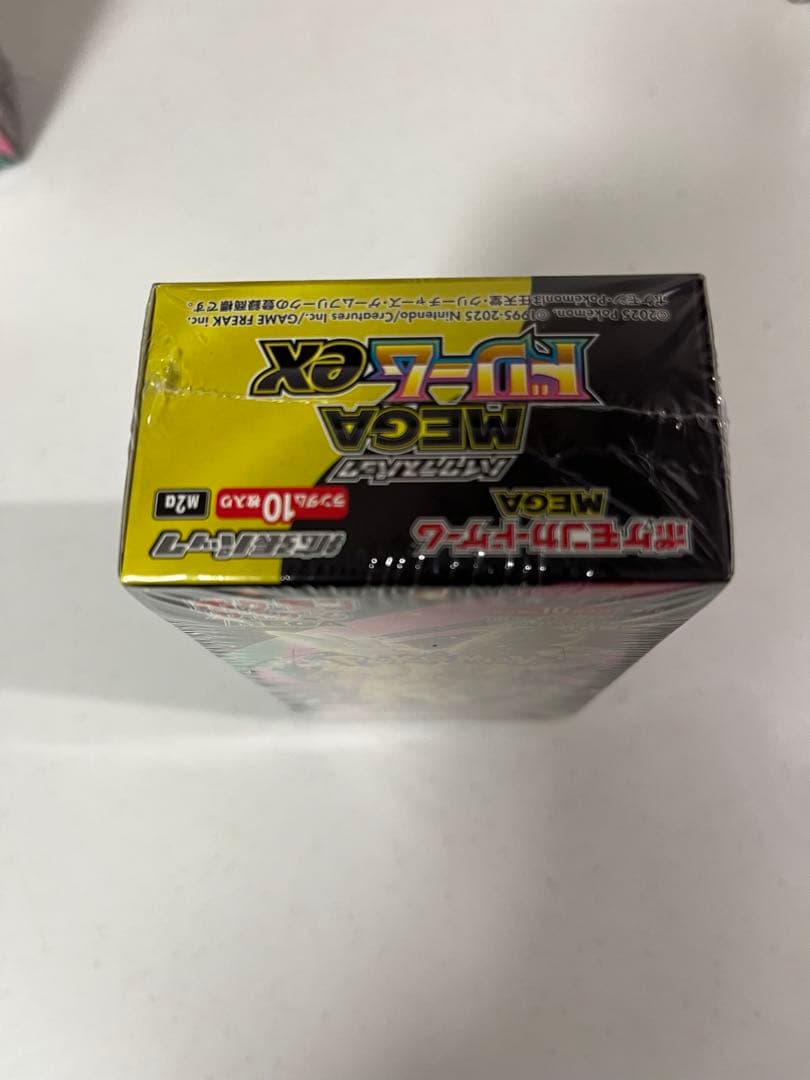 ポケモンカードゲーム
MEGA
拡張パック
ランダム10枚入り
M2a
ハイクラスパック
MEGA
ドリームex
©2025 Pokémon. ©1995-2025 Nintendo/Creatures Inc./GAME FREAK inc.
ポケモン・Pokémonは任天堂・クリーチャーズ・ゲームフリークの登録商標です。